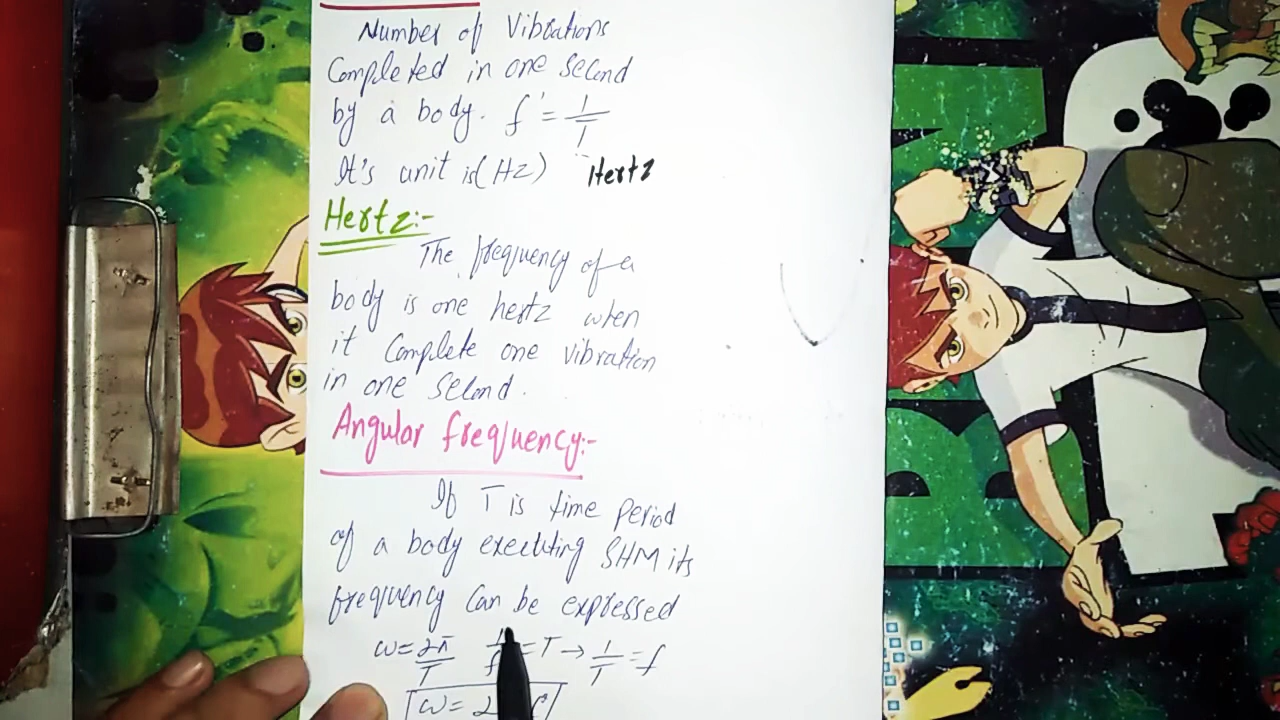 Number of Vibrations
Completed in one second
by a body. f = 1/T
It's unit is (Hz) Hertz
Hertz:-
The frequency of a
body is one hertz when
it Complete one vibration
in one second.
Angular frequency:-
If T is time period
of a body executing SHM its
frequency Can be expressed
ω = 2π/T 1/f = T → 1/T = f
ω = 2